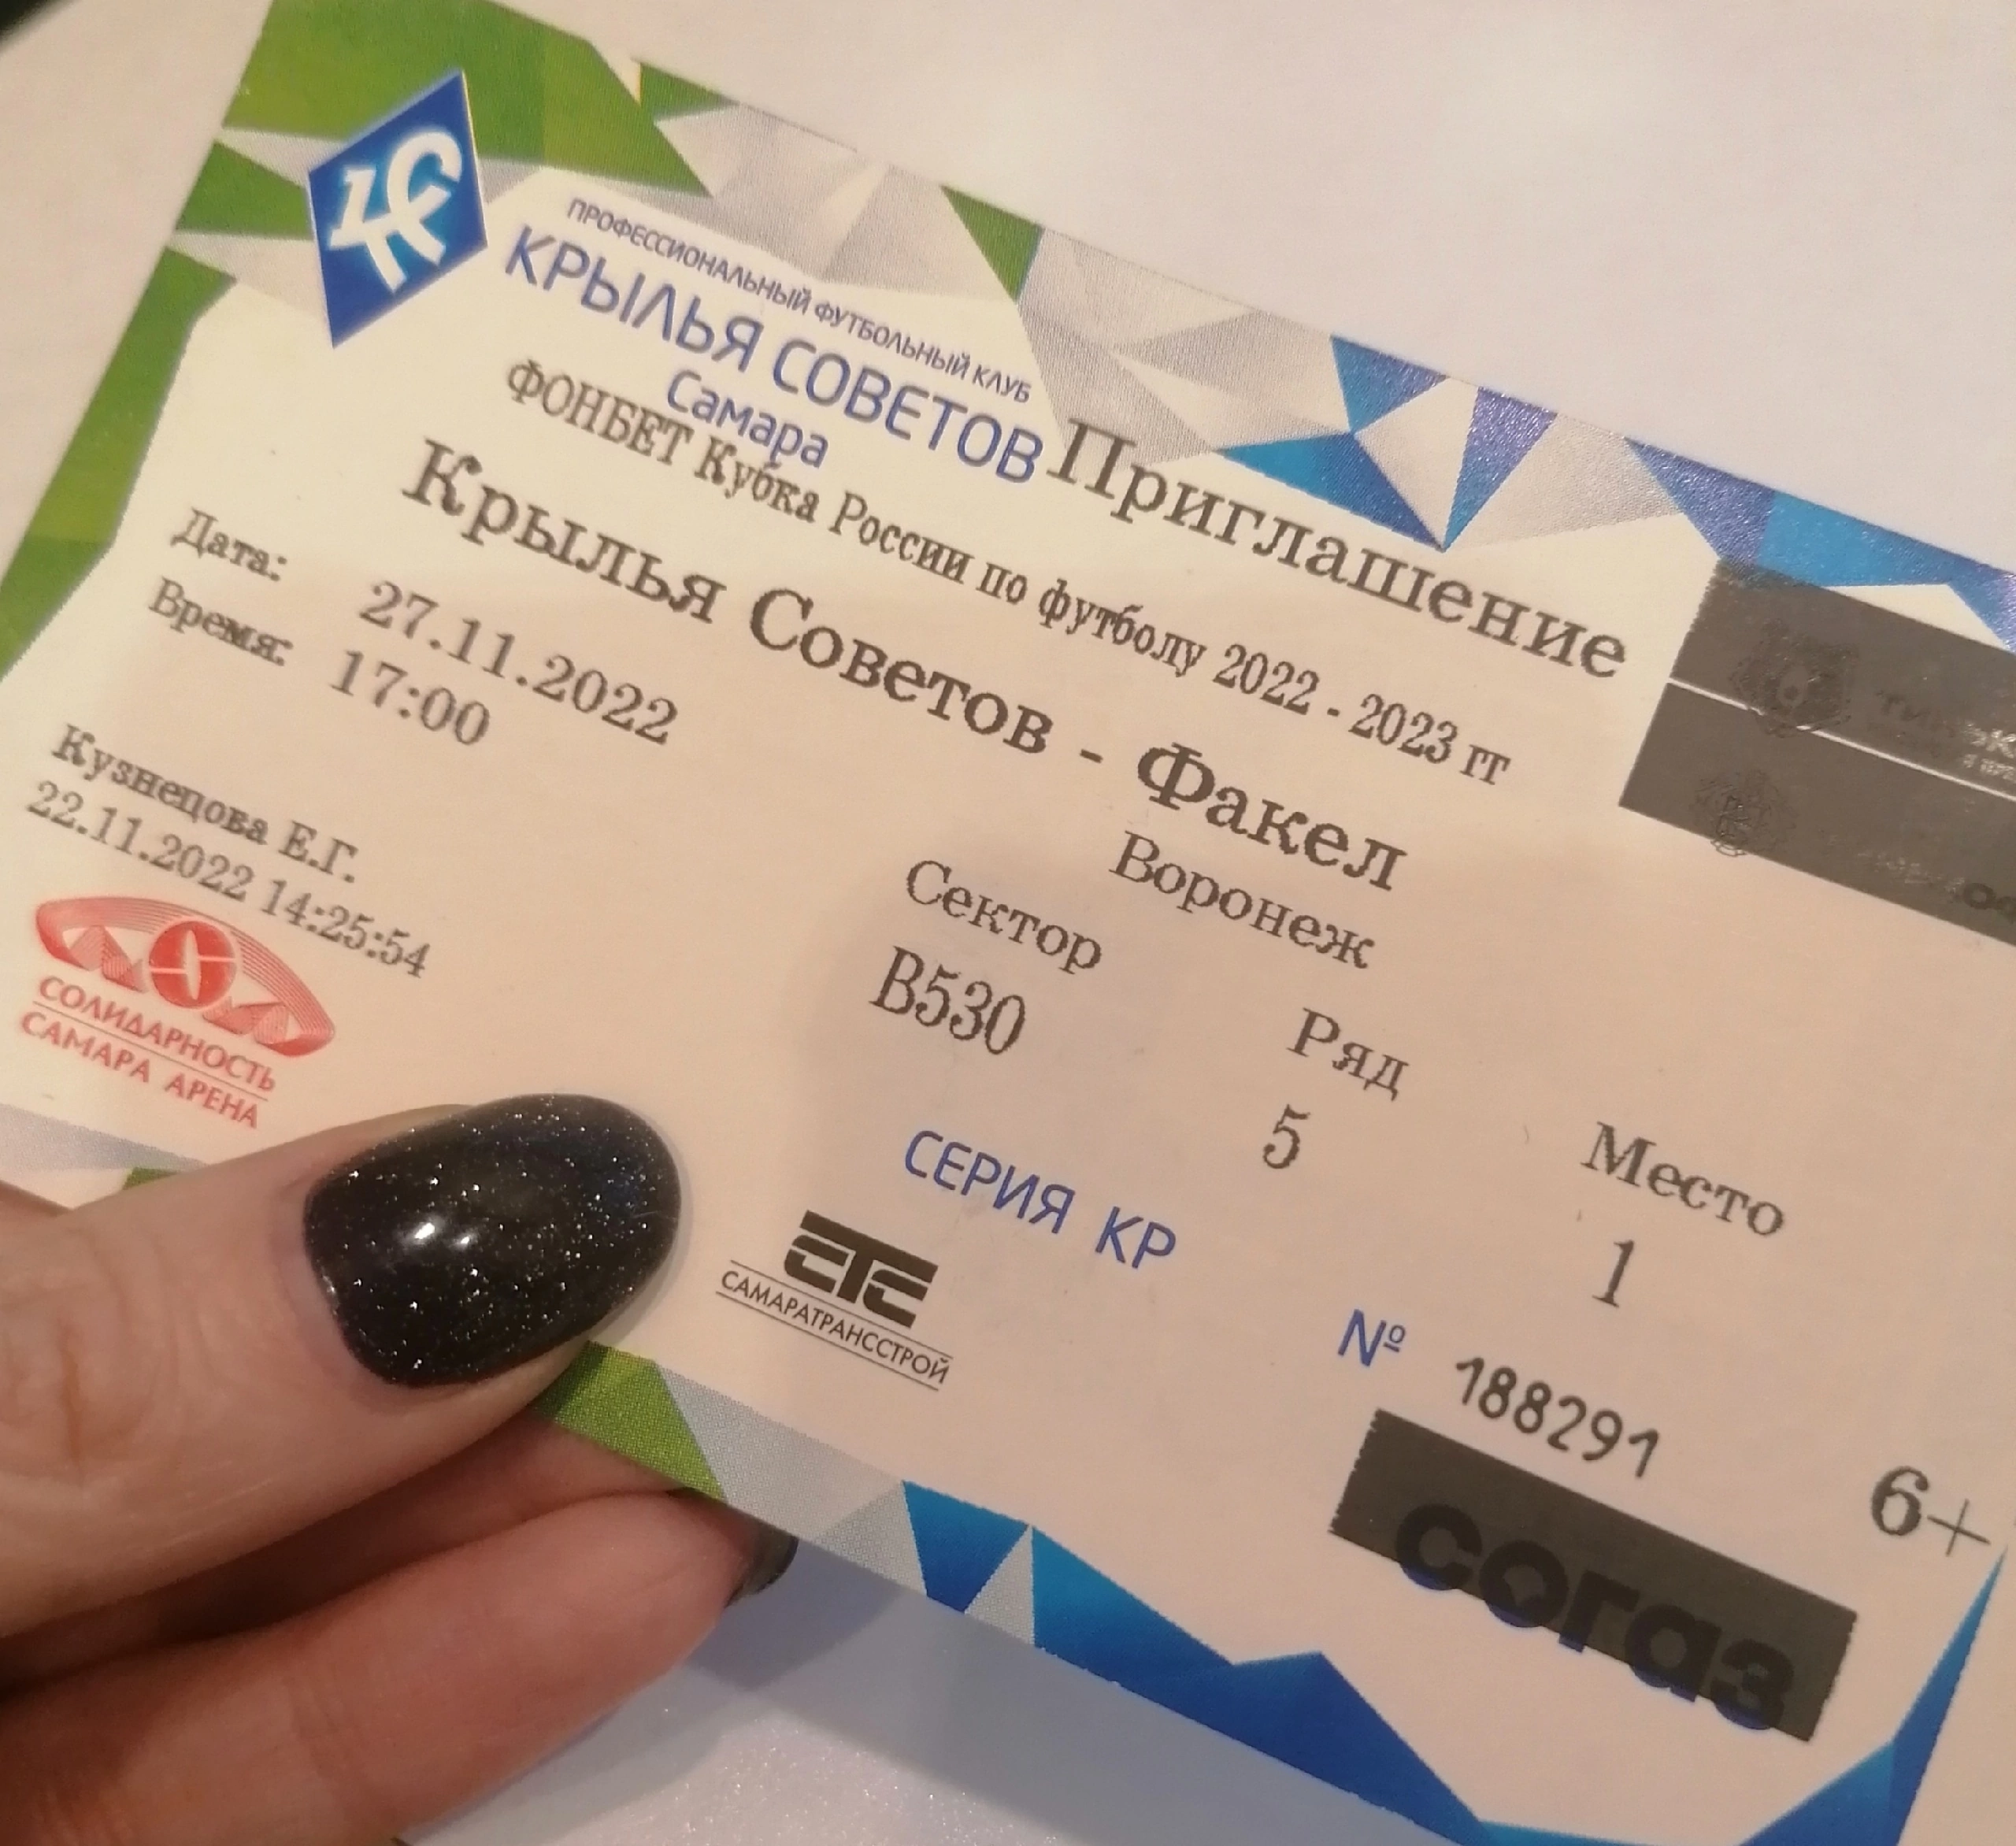 ПРОФЕССИОНАЛЬНЫЙ ФУТБОЛЬНЫЙ КЛУБ
КРЫЛЬЯ СОВЕТОВ
Самара
Приглашение
ФОНБЕТ Кубка России по футболу 2022 - 2023 гг
Крылья Советов - Факел
Воронеж
Дата: 27.11.2022
Время: 17:00
Кузнецова Е.Г.
22.11.2022 14:25:54
СОЛИДАРНОСТЬ
САМАРА АРЕНА
Сектор Ряд Место
B530 5 1
СЕРИЯ КР № 188291
СТС
САМАРАТРАНССТРОЙ
согаз
6+